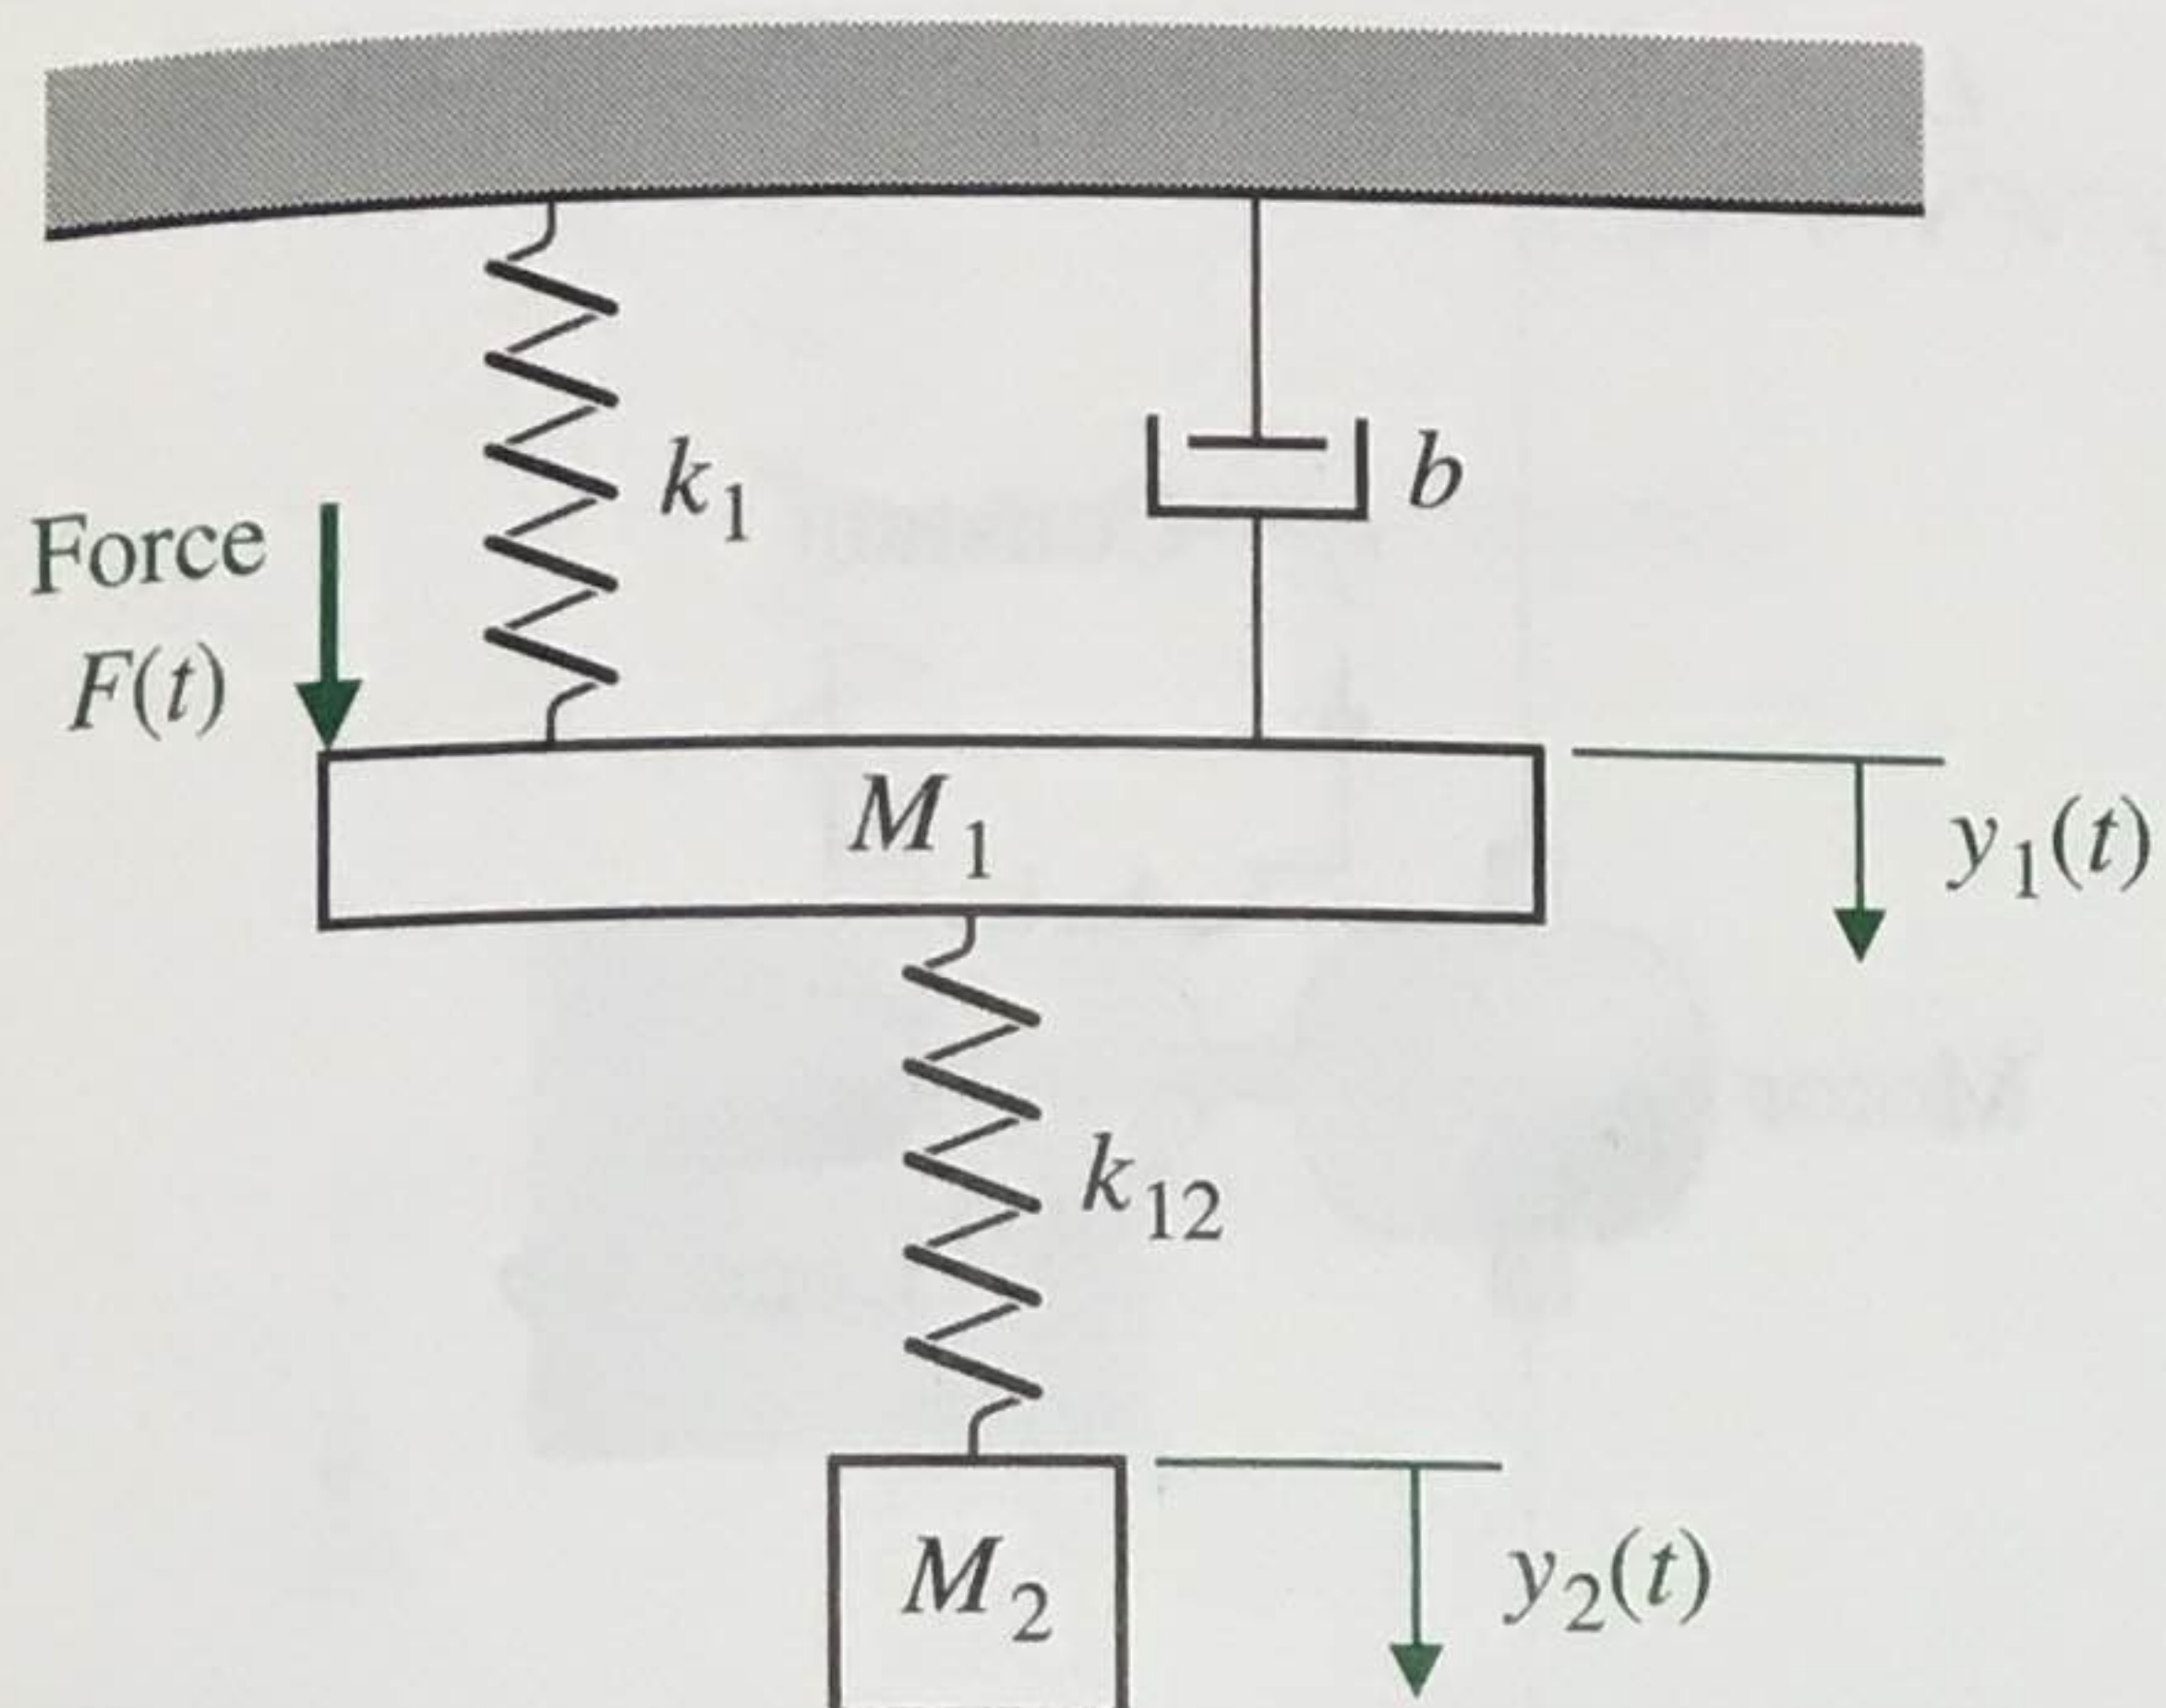 k₁
b
Force
F(t)
M₁
y₁(t)
k₁₂
M₂
y₂(t)